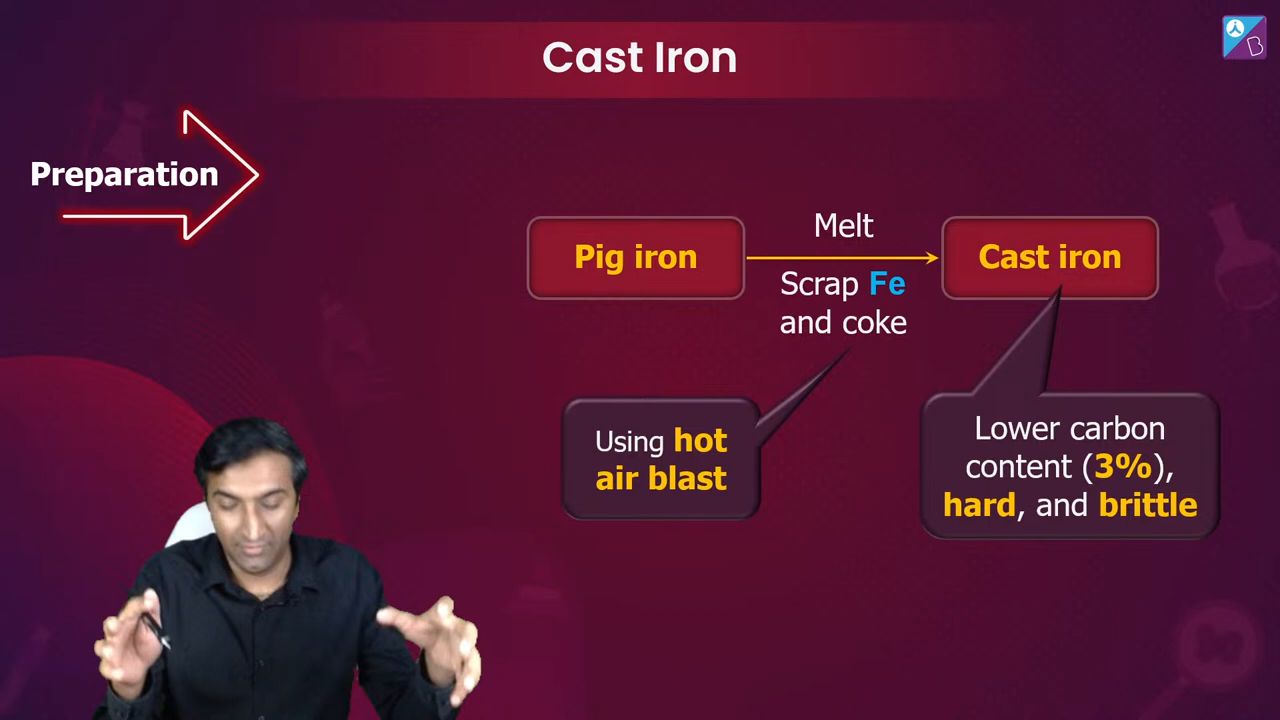 Cast Iron
Preparation
Pig iron
Melt
Scrap Fe
and coke
Cast iron
Using hot
air blast
Lower carbon
content (3%),
hard, and brittle
B